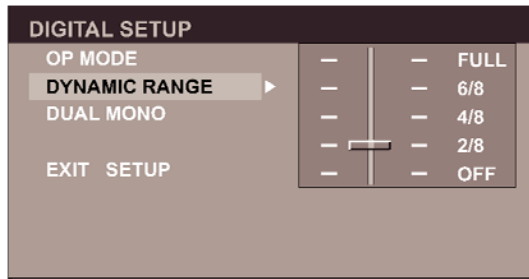 DIGITAL SETUP
OP MODE
DYNAMIC RANGE
DUAL MONO
EXIT SETUP
FULL
6/8
4/8
2/8
OFF